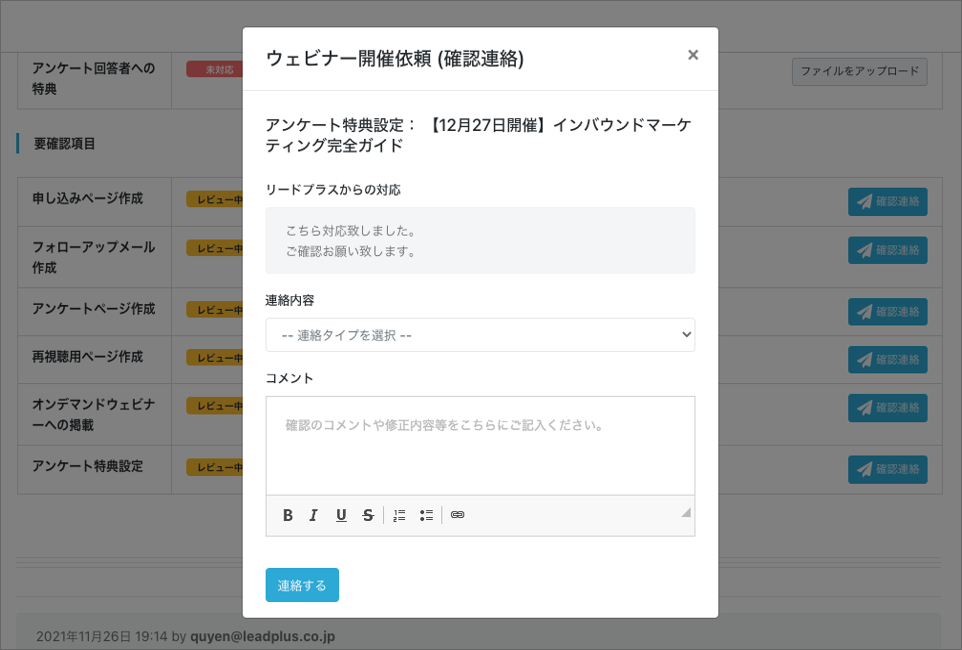 ウェビナー開催依頼 (確認連絡)
×
アンケート回答者への
特典
未対応
ファイルをアップロード
アンケート特典設定： 【12月27日開催】インバウンドマーケ
ティング完全ガイド
要確認項目
リードプラスからの対応
こちら対応致しました。
ご確認お願い致します。
申し込みページ作成
レビュー中
確認連絡
フォローアップメール
作成
レビュー中
確認連絡
アンケートページ作成
レビュー中
確認連絡
再視聴用ページ作成
レビュー中
確認連絡
オンデマンドウェビナ
ーへの掲載
レビュー中
確認連絡
アンケート特典設定
レビュー中
確認連絡
連絡内容
-- 連絡タイプを選択 --
コメント
確認のコメントや修正内容等をこちらにご記入ください。
B I U S
連絡する
2021年11月26日 19:14 by quyen@leadplus.co.jp